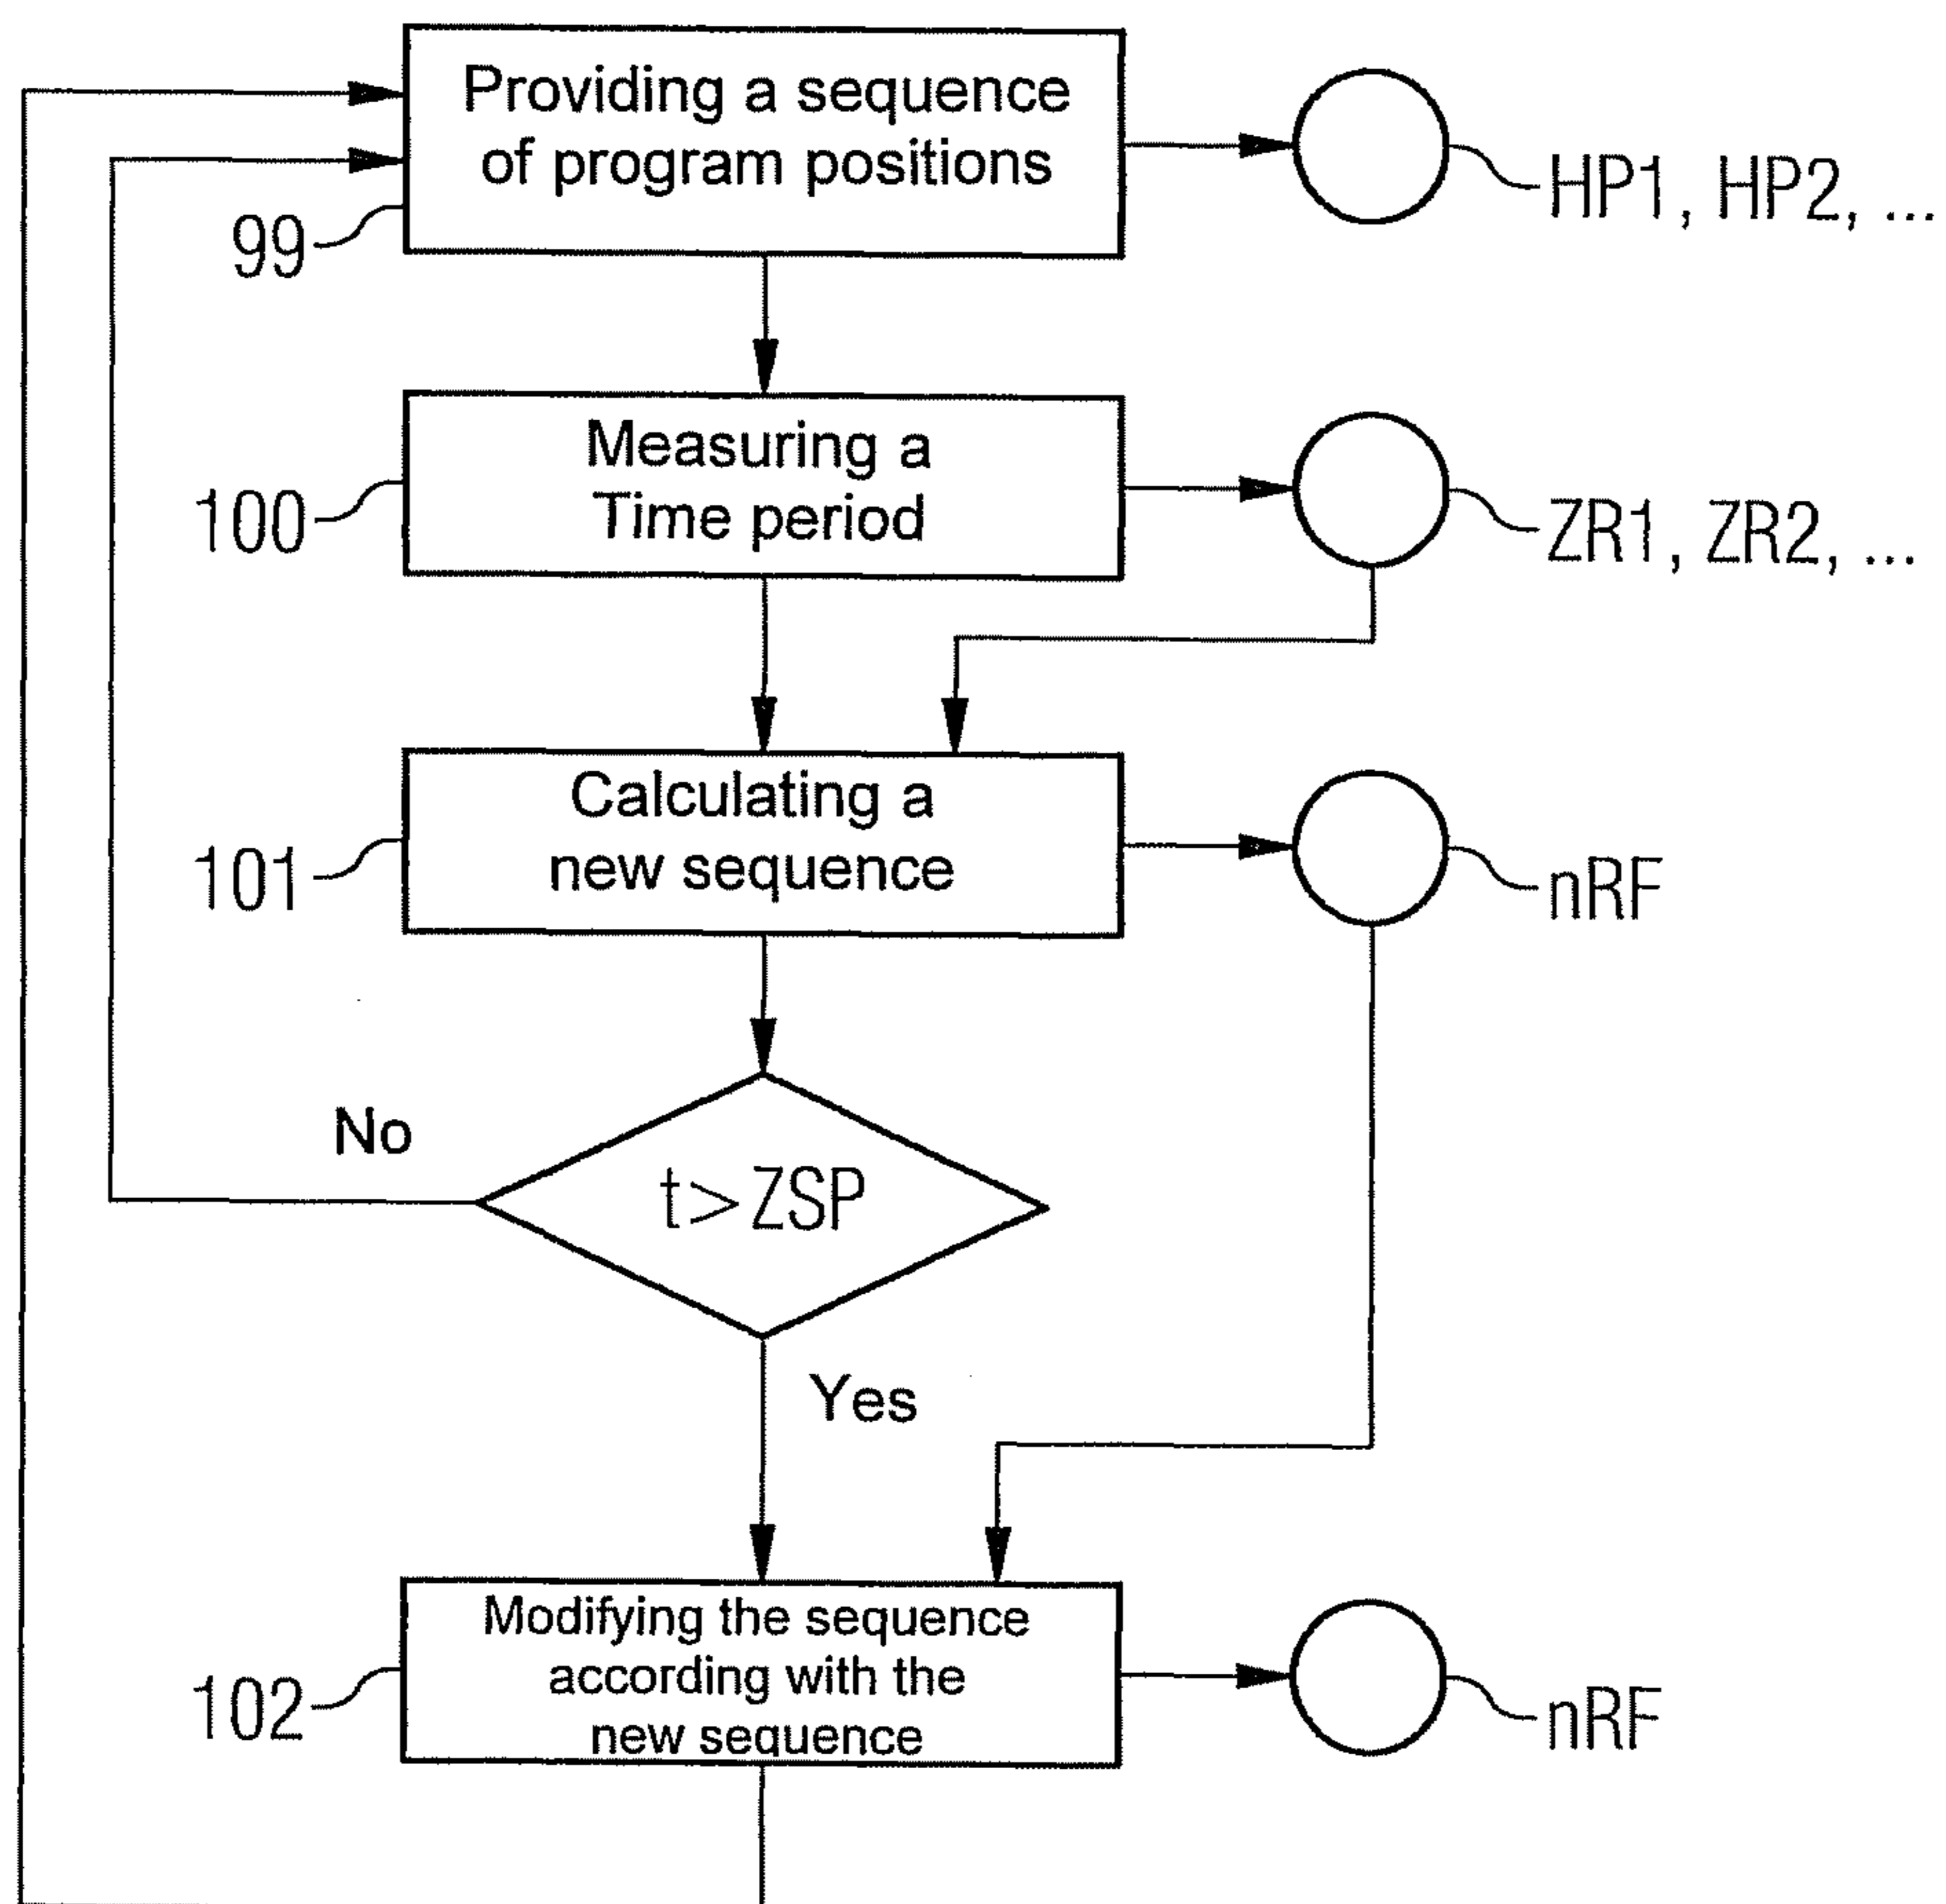 Providing a sequence
of program positions
99
HP1, HP2, ...
Measuring a
Time period
100
ZR1, ZR2, ...
Calculating a
new sequence
101
nRF
No
t>ZSP
Yes
Modifying the sequence
according with the
new sequence
102
nRF